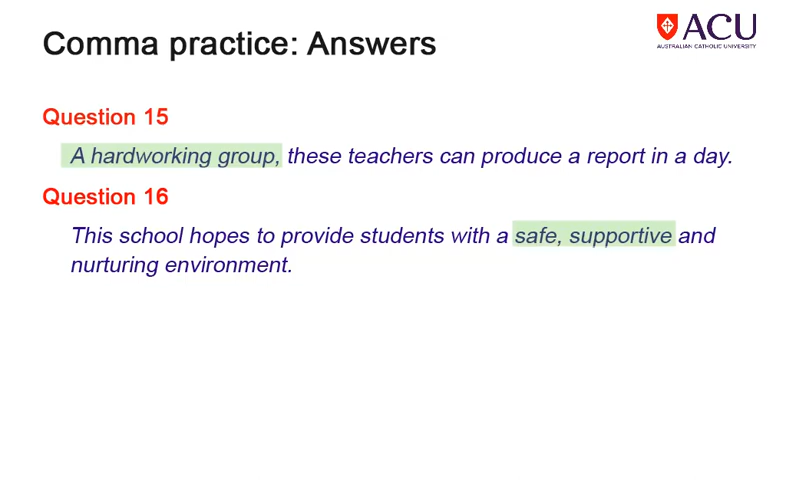 Comma practice: Answers
ACU
AUSTRALIAN CATHOLIC UNIVERSITY
Question 15
A hardworking group, these teachers can produce a report in a day.
Question 16
This school hopes to provide students with a safe, supportive and
nurturing environment.